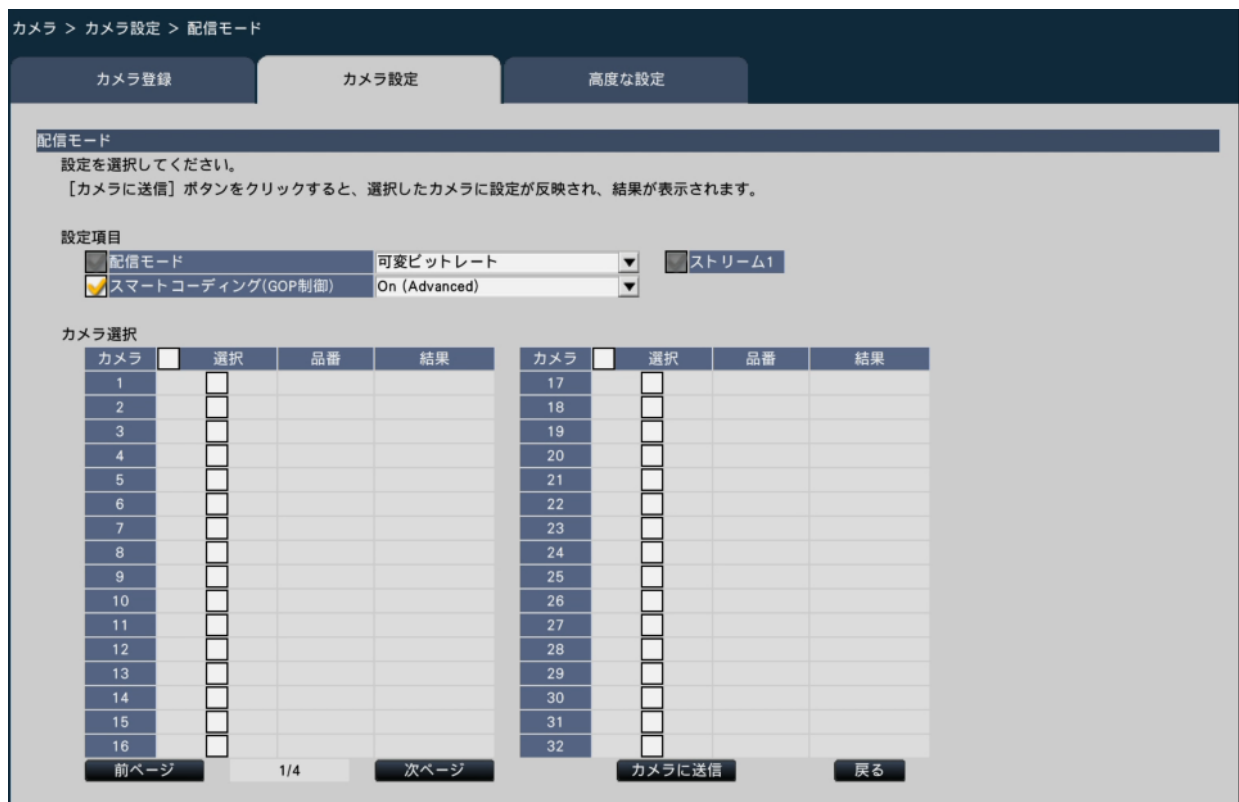 カメラ > カメラ設定 > 配信モード
カメラ登録 カメラ設定 高度な設定
配信モード
設定を選択してください。
［カメラに送信］ボタンをクリックすると、選択したカメラに設定が反映され、結果が表示されます。
設定項目
配信モード 可変ビットレート ストリーム1
スマートコーディング(GOP制御) On (Advanced)
カメラ選択
カメラ 選択 品番 結果 カメラ 選択 品番 結果
1 17
2 18
3 19
4 20
5 21
6 22
7 23
8 24
9 25
10 26
11 27
12 28
13 29
14 30
15 31
16 32
前ページ 1/4 次ページ カメラに送信 戻る